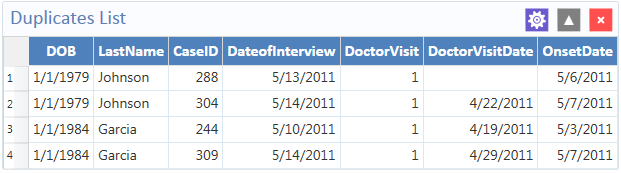 Duplicates List
DOB LastName CaseID DateofInterview DoctorVisit DoctorVisitDate OnsetDate
1 1/1/1979 Johnson 288 5/13/2011 1 5/6/2011
2 1/1/1979 Johnson 304 5/14/2011 1 4/22/2011 5/7/2011
3 1/1/1984 Garcia 244 5/10/2011 1 4/19/2011 5/3/2011
4 1/1/1984 Garcia 309 5/14/2011 1 4/29/2011 5/7/2011